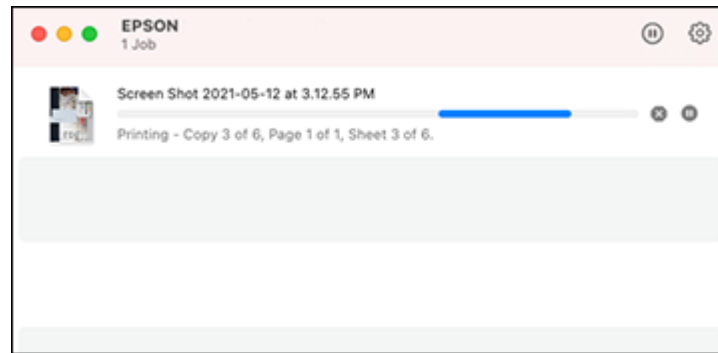 EPSON
1 Job
Screen Shot 2021-05-12 at 3.12.55 PM
Printing - Copy 3 of 6, Page 1 of 1, Sheet 3 of 6.